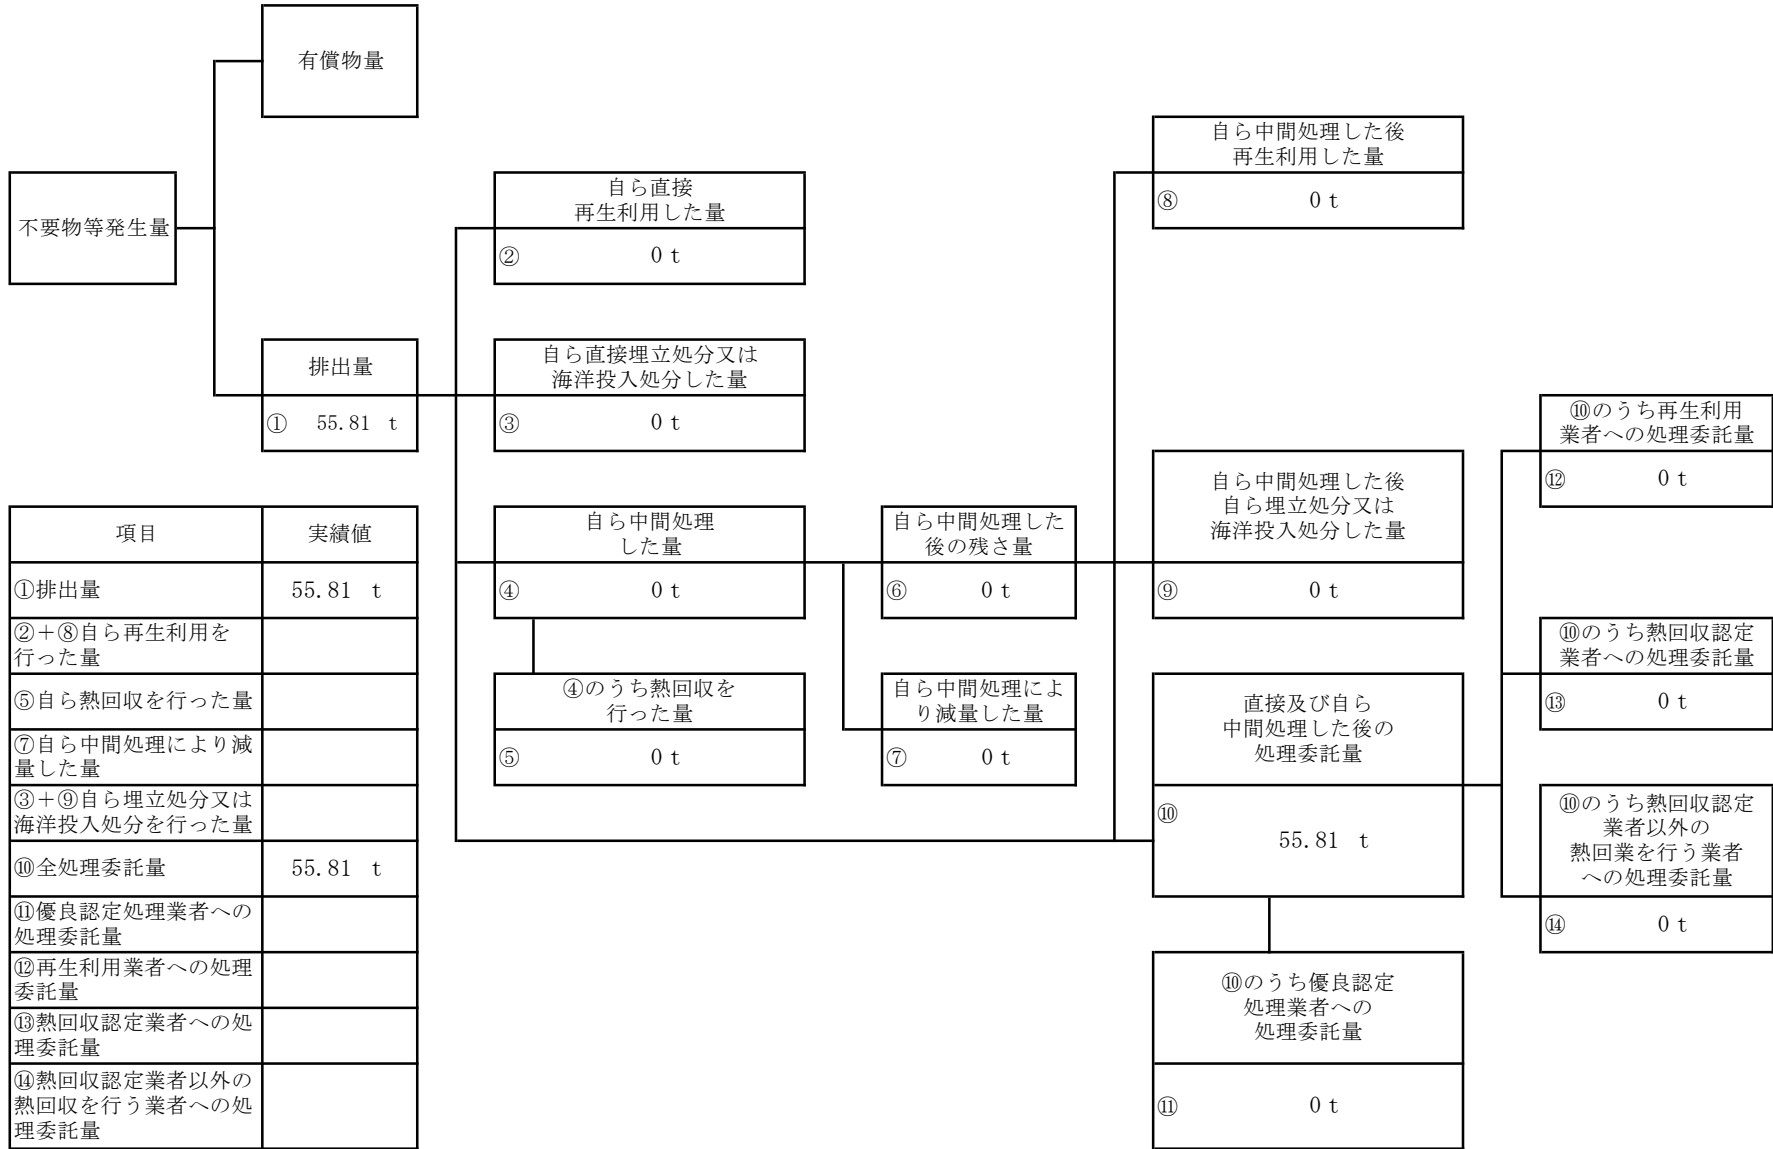 有償物量
不要物等発生量
排出量
① 55.81 t
自ら直接
再生利用した量
② 0 t
自ら直接埋立処分又は
海洋投入処分した量
③ 0 t
自ら中間処理
した量
④ 0 t
④のうち熱回収を
行った量
⑤ 0 t
自ら中間処理した
後の残さ量
⑥ 0 t
自ら中間処理によ
り減量した量
⑦ 0 t
自ら中間処理した後
再生利用した量
⑧ 0 t
自ら中間処理した後
自ら埋立処分又は
海洋投入処分した量
⑨ 0 t
直接及び自ら
中間処理した後の
処理委託量
⑩
55.81 t
⑩のうち優良認定
処理業者への
処理委託量
⑪ 0 t
⑩のうち再生利用
業者への処理委託量
⑫ 0 t
⑩のうち熱回収認定
業者への処理委託量
⑬ 0 t
⑩のうち熱回収認定
業者以外の
熱回業を行う業者
への処理委託量
⑭ 0 t
項目 実績値
①排出量 55.81 t
②＋⑧自ら再生利用を
行った量
⑤自ら熱回収を行った量
⑦自ら中間処理により減
量した量
③＋⑨自ら埋立処分又は
海洋投入処分を行った量
⑩全処理委託量 55.81 t
⑪優良認定処理業者への
処理委託量
⑫再生利用業者への処理
委託量
⑬熱回収認定業者への処
理委託量
⑭熱回収認定業者以外の
熱回収を行う業者への処
理委託量